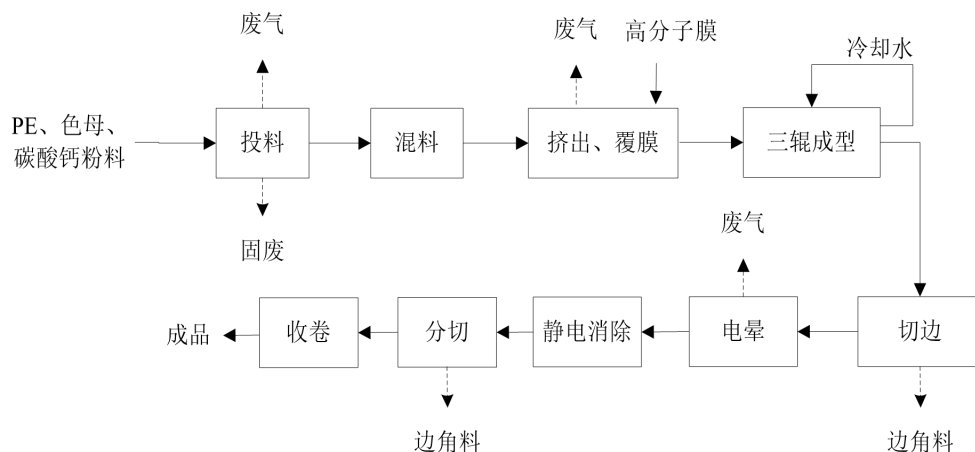 废气
废气
高分子膜
冷却水
PE、色母、
碳酸钙粉料
投料
混料
挤出、覆膜
三辊成型
固废
废气
成品
收卷
分切
静电消除
电晕
切边
边角料
边角料